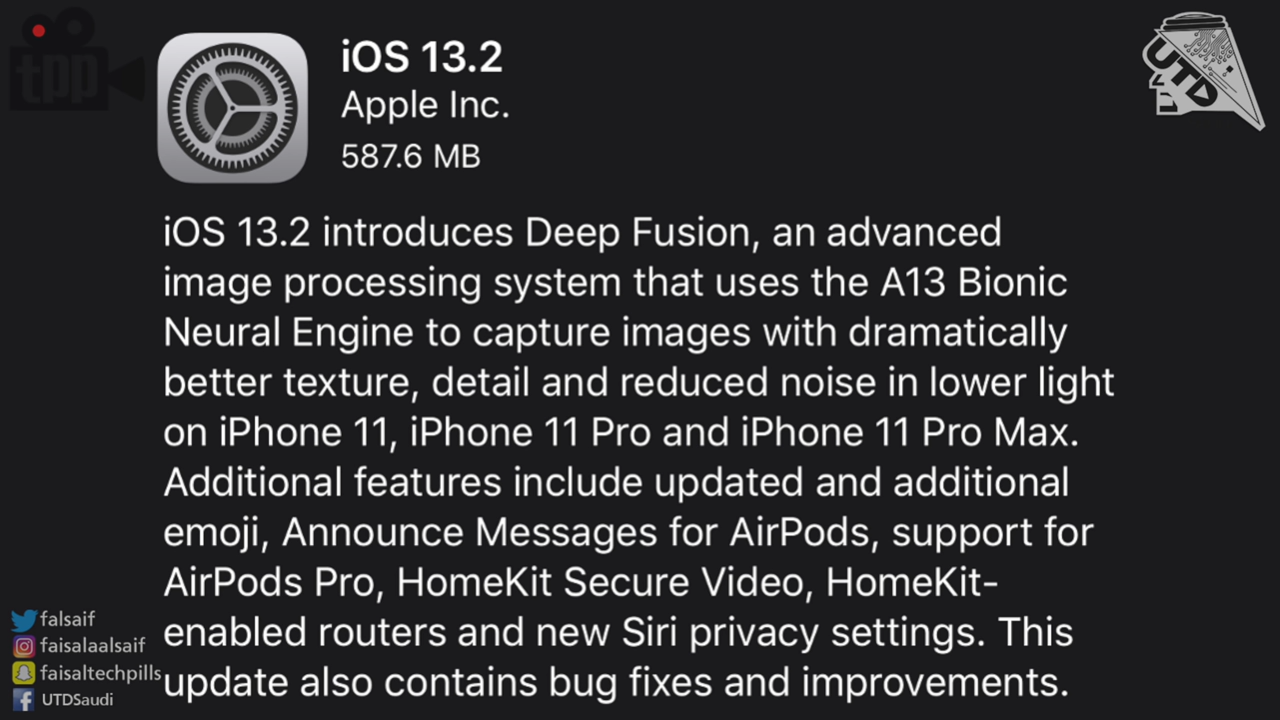 tpp
UTD
iOS 13.2
Apple Inc.
587.6 MB
iOS 13.2 introduces Deep Fusion, an advanced
image processing system that uses the A13 Bionic
Neural Engine to capture images with dramatically
better texture, detail and reduced noise in lower light
on iPhone 11, iPhone 11 Pro and iPhone 11 Pro Max.
Additional features include updated and additional
emoji, Announce Messages for AirPods, support for
AirPods Pro, HomeKit Secure Video, HomeKit-
enabled routers and new Siri privacy settings. This
update also contains bug fixes and improvements.
falsaif
faisalaalsaif
faisaltechpills
UTDSaudi